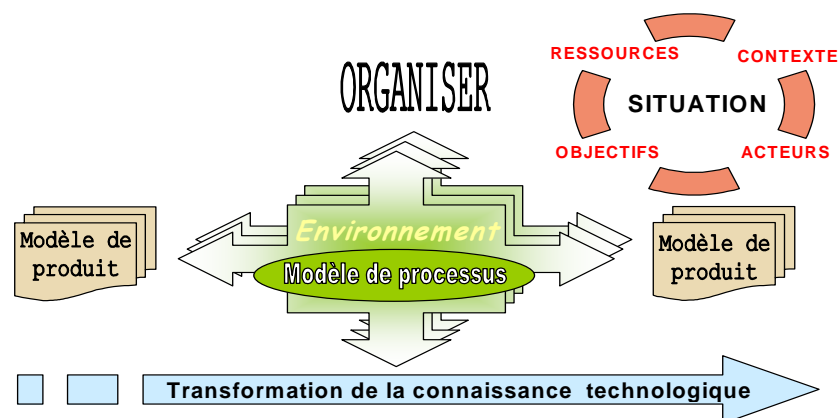 RESSOURCES
CONTEXTE
ORGANISER
SITUATION
OBJECTIFS
ACTEURS
Environnement
Modèle de
produit
Modèle de processus
Modèle de
produit
Transformation de la connaissance technologique